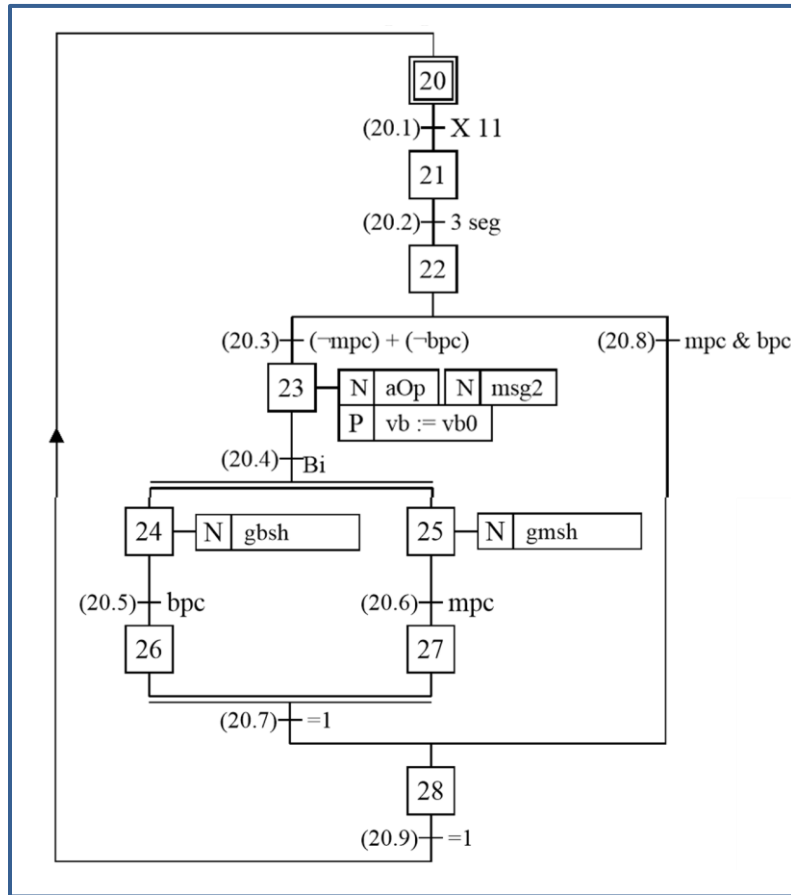 20
(20.1) X 11
21
(20.2) 3 seg
22
(20.3) (¬mpc) + (¬bpc) (20.8) mpc & bpc
23 N aOp N msg2
P vb := vb0
(20.4) Bi
24 N gbsh 25 N gmsh
(20.5) bpc (20.6) mpc
26 27
(20.7) =1
28
(20.9) =1